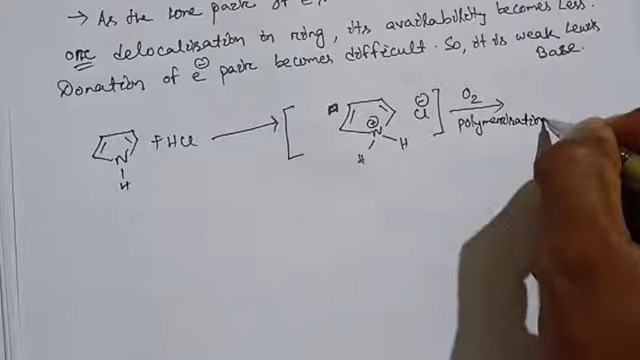 → As the lone pair of
one delocalisation in ring, its availability becomes less.
Donation of e⊖ pair becomes difficult. So, it is weak Lewis
Base.
N H + HCl → [ N⊕ H H Cl⊖ ] O2 → polymerisation